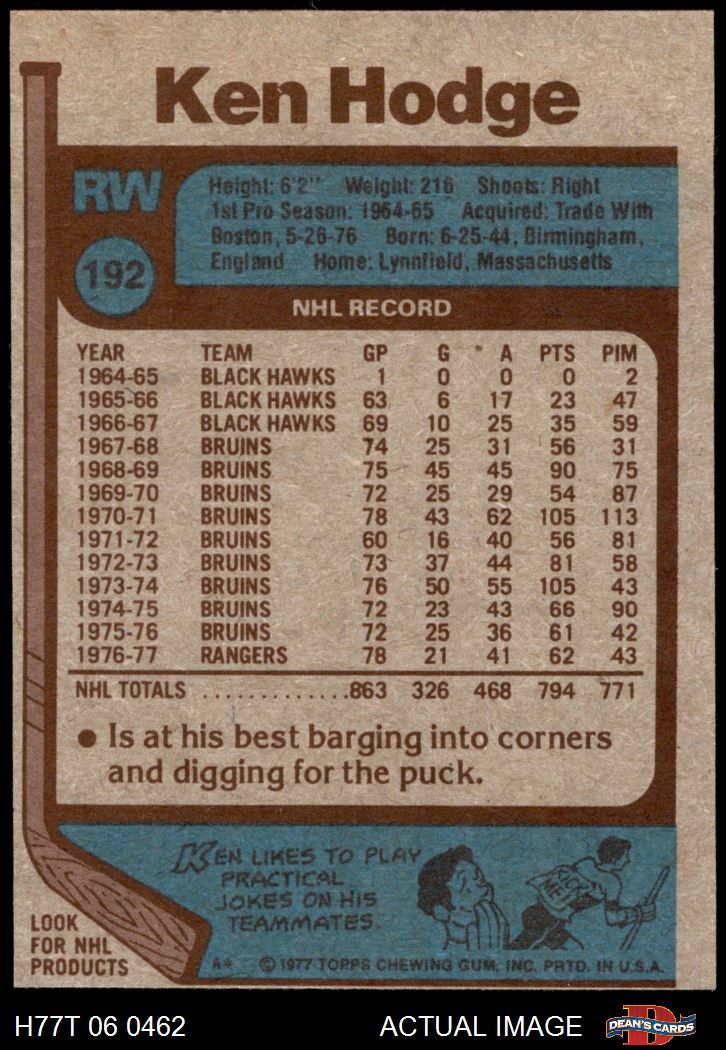 Ken Hodge
RW
192
Height: 6'2" Weight: 216 Shoots: Right
1st Pro Season: 1964-65 Acquired: Trade With
Boston, 5-26-76 Born: 6-25-44, Birmingham,
England Home: Lynnfield, Massachusetts
NHL RECORD
YEAR TEAM GP G A PTS PIM
1964-65 BLACK HAWKS 1 0 0 0 2
1965-66 BLACK HAWKS 63 6 17 23 47
1966-67 BLACK HAWKS 69 10 25 35 59
1967-68 BRUINS 74 25 31 56 31
1968-69 BRUINS 75 45 45 90 75
1969-70 BRUINS 72 25 29 54 87
1970-71 BRUINS 78 43 62 105 113
1971-72 BRUINS 60 16 40 56 81
1972-73 BRUINS 73 37 44 81 58
1973-74 BRUINS 76 50 55 105 43
1974-75 BRUINS 72 23 43 66 90
1975-76 BRUINS 72 25 36 61 42
1976-77 RANGERS 78 21 41 62 43
NHL TOTALS .............863 326 468 794 771
● Is at his best barging into corners
and digging for the puck.
KEN LIKES TO PLAY
PRACTICAL
JOKES ON HIS
TEAMMATES.
KICK ME!
LOOK
FOR NHL
PRODUCTS
A* © 1977 TOPPS CHEWING GUM, INC. PRTD. IN U.S.A.
H77T 06 0462 ACTUAL IMAGE
D
DEAN'S CARDS